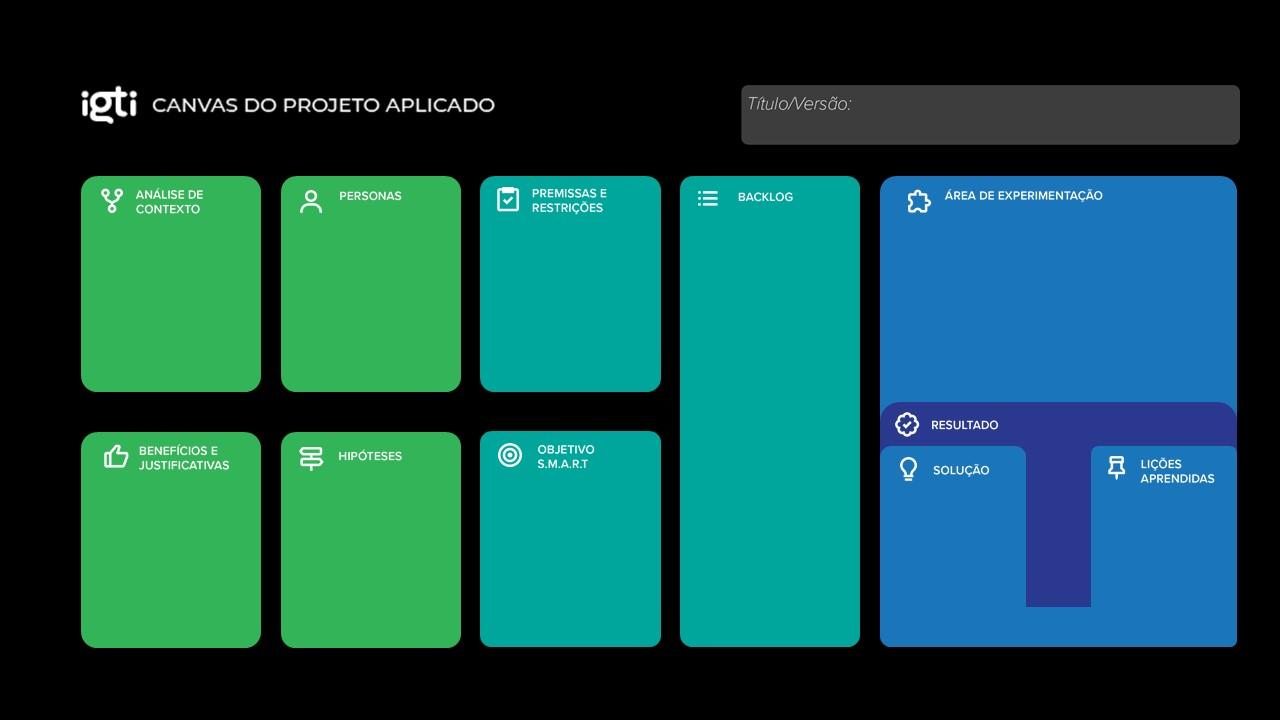 igti CANVAS DO PROJETO APLICADO
Título/Versão:
ANÁLISE DE
CONTEXTO
PERSONAS
PREMISSAS E
RESTRIÇÕES
BACKLOG
ÁREA DE EXPERIMENTAÇÃO
BENEFÍCIOS E
JUSTIFICATIVAS
HIPÓTESES
OBJETIVO
S.M.A.R.T
RESULTADO
SOLUÇÃO
LIÇÕES
APRENDIDAS